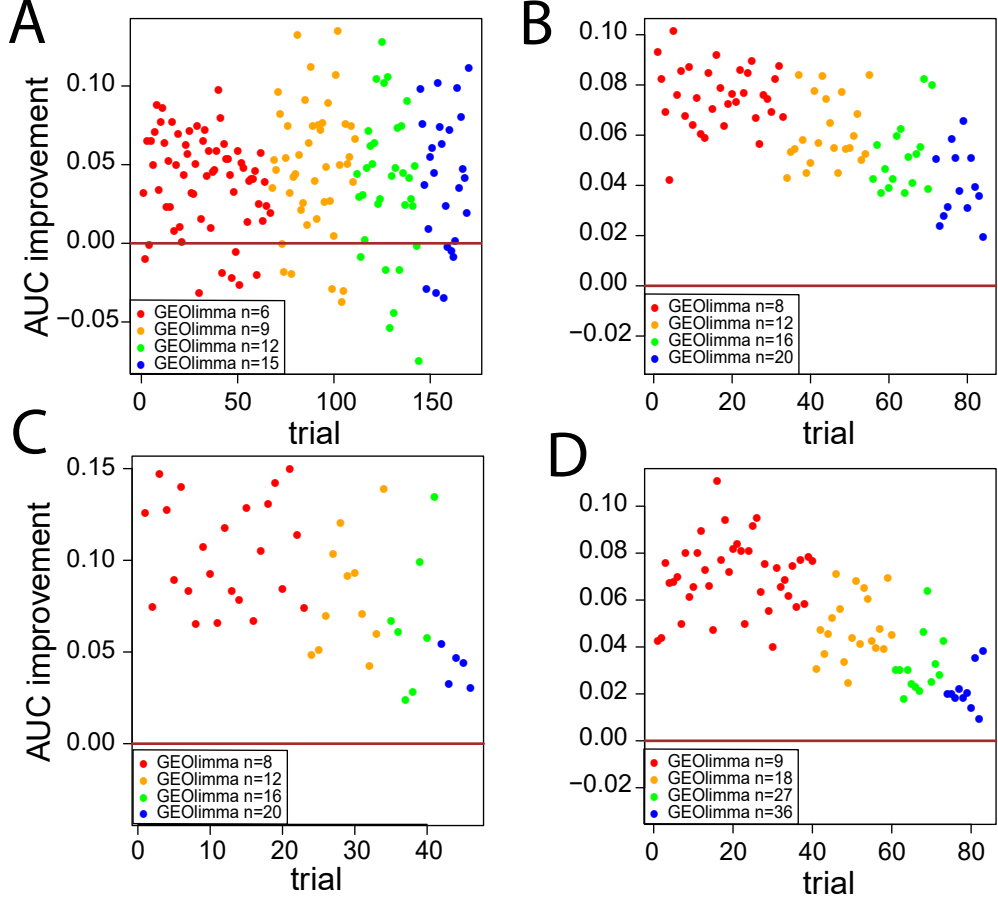 A
AUC improvement
0.10
0.05
0.00
−0.05
GEOlimma n=6
GEOlimma n=9
GEOlimma n=12
GEOlimma n=15
0 50 100 150
trial
B
0.10
0.08
0.06
0.04
0.02
0.00
−0.02
GEOlimma n=8
GEOlimma n=12
GEOlimma n=16
GEOlimma n=20
0 20 40 60 80
trial
C
AUC improvement
0.15
0.10
0.05
0.00
GEOlimma n=8
GEOlimma n=12
GEOlimma n=16
GEOlimma n=20
0 10 20 30 40
trial
D
0.10
0.08
0.06
0.04
0.02
0.00
−0.02
GEOlimma n=9
GEOlimma n=18
GEOlimma n=27
GEOlimma n=36
0 20 40 60 80
trial